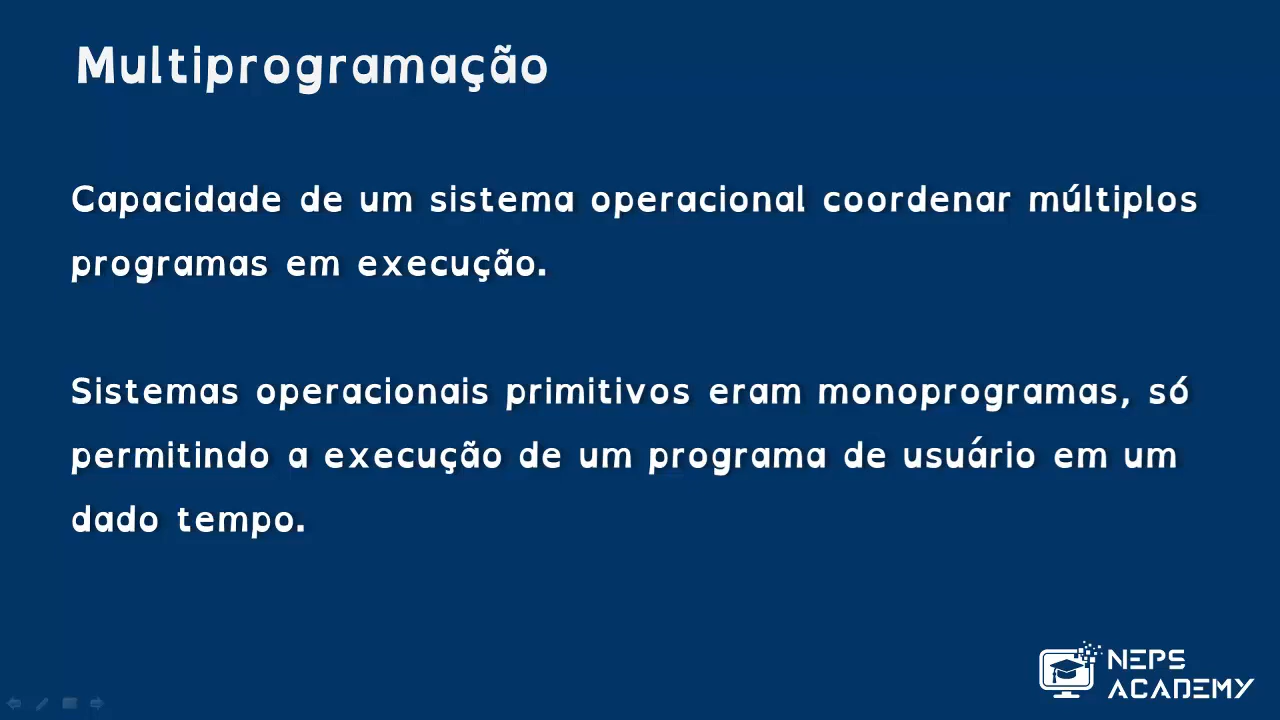 Multiprogramação
Capacidade de um sistema operacional coordenar múltiplos
programas em execução.
Sistemas operacionais primitivos eram monoprogramas, só
permitindo a execução de um programa de usuário em um
dado tempo.
NEPS
ACADEMY